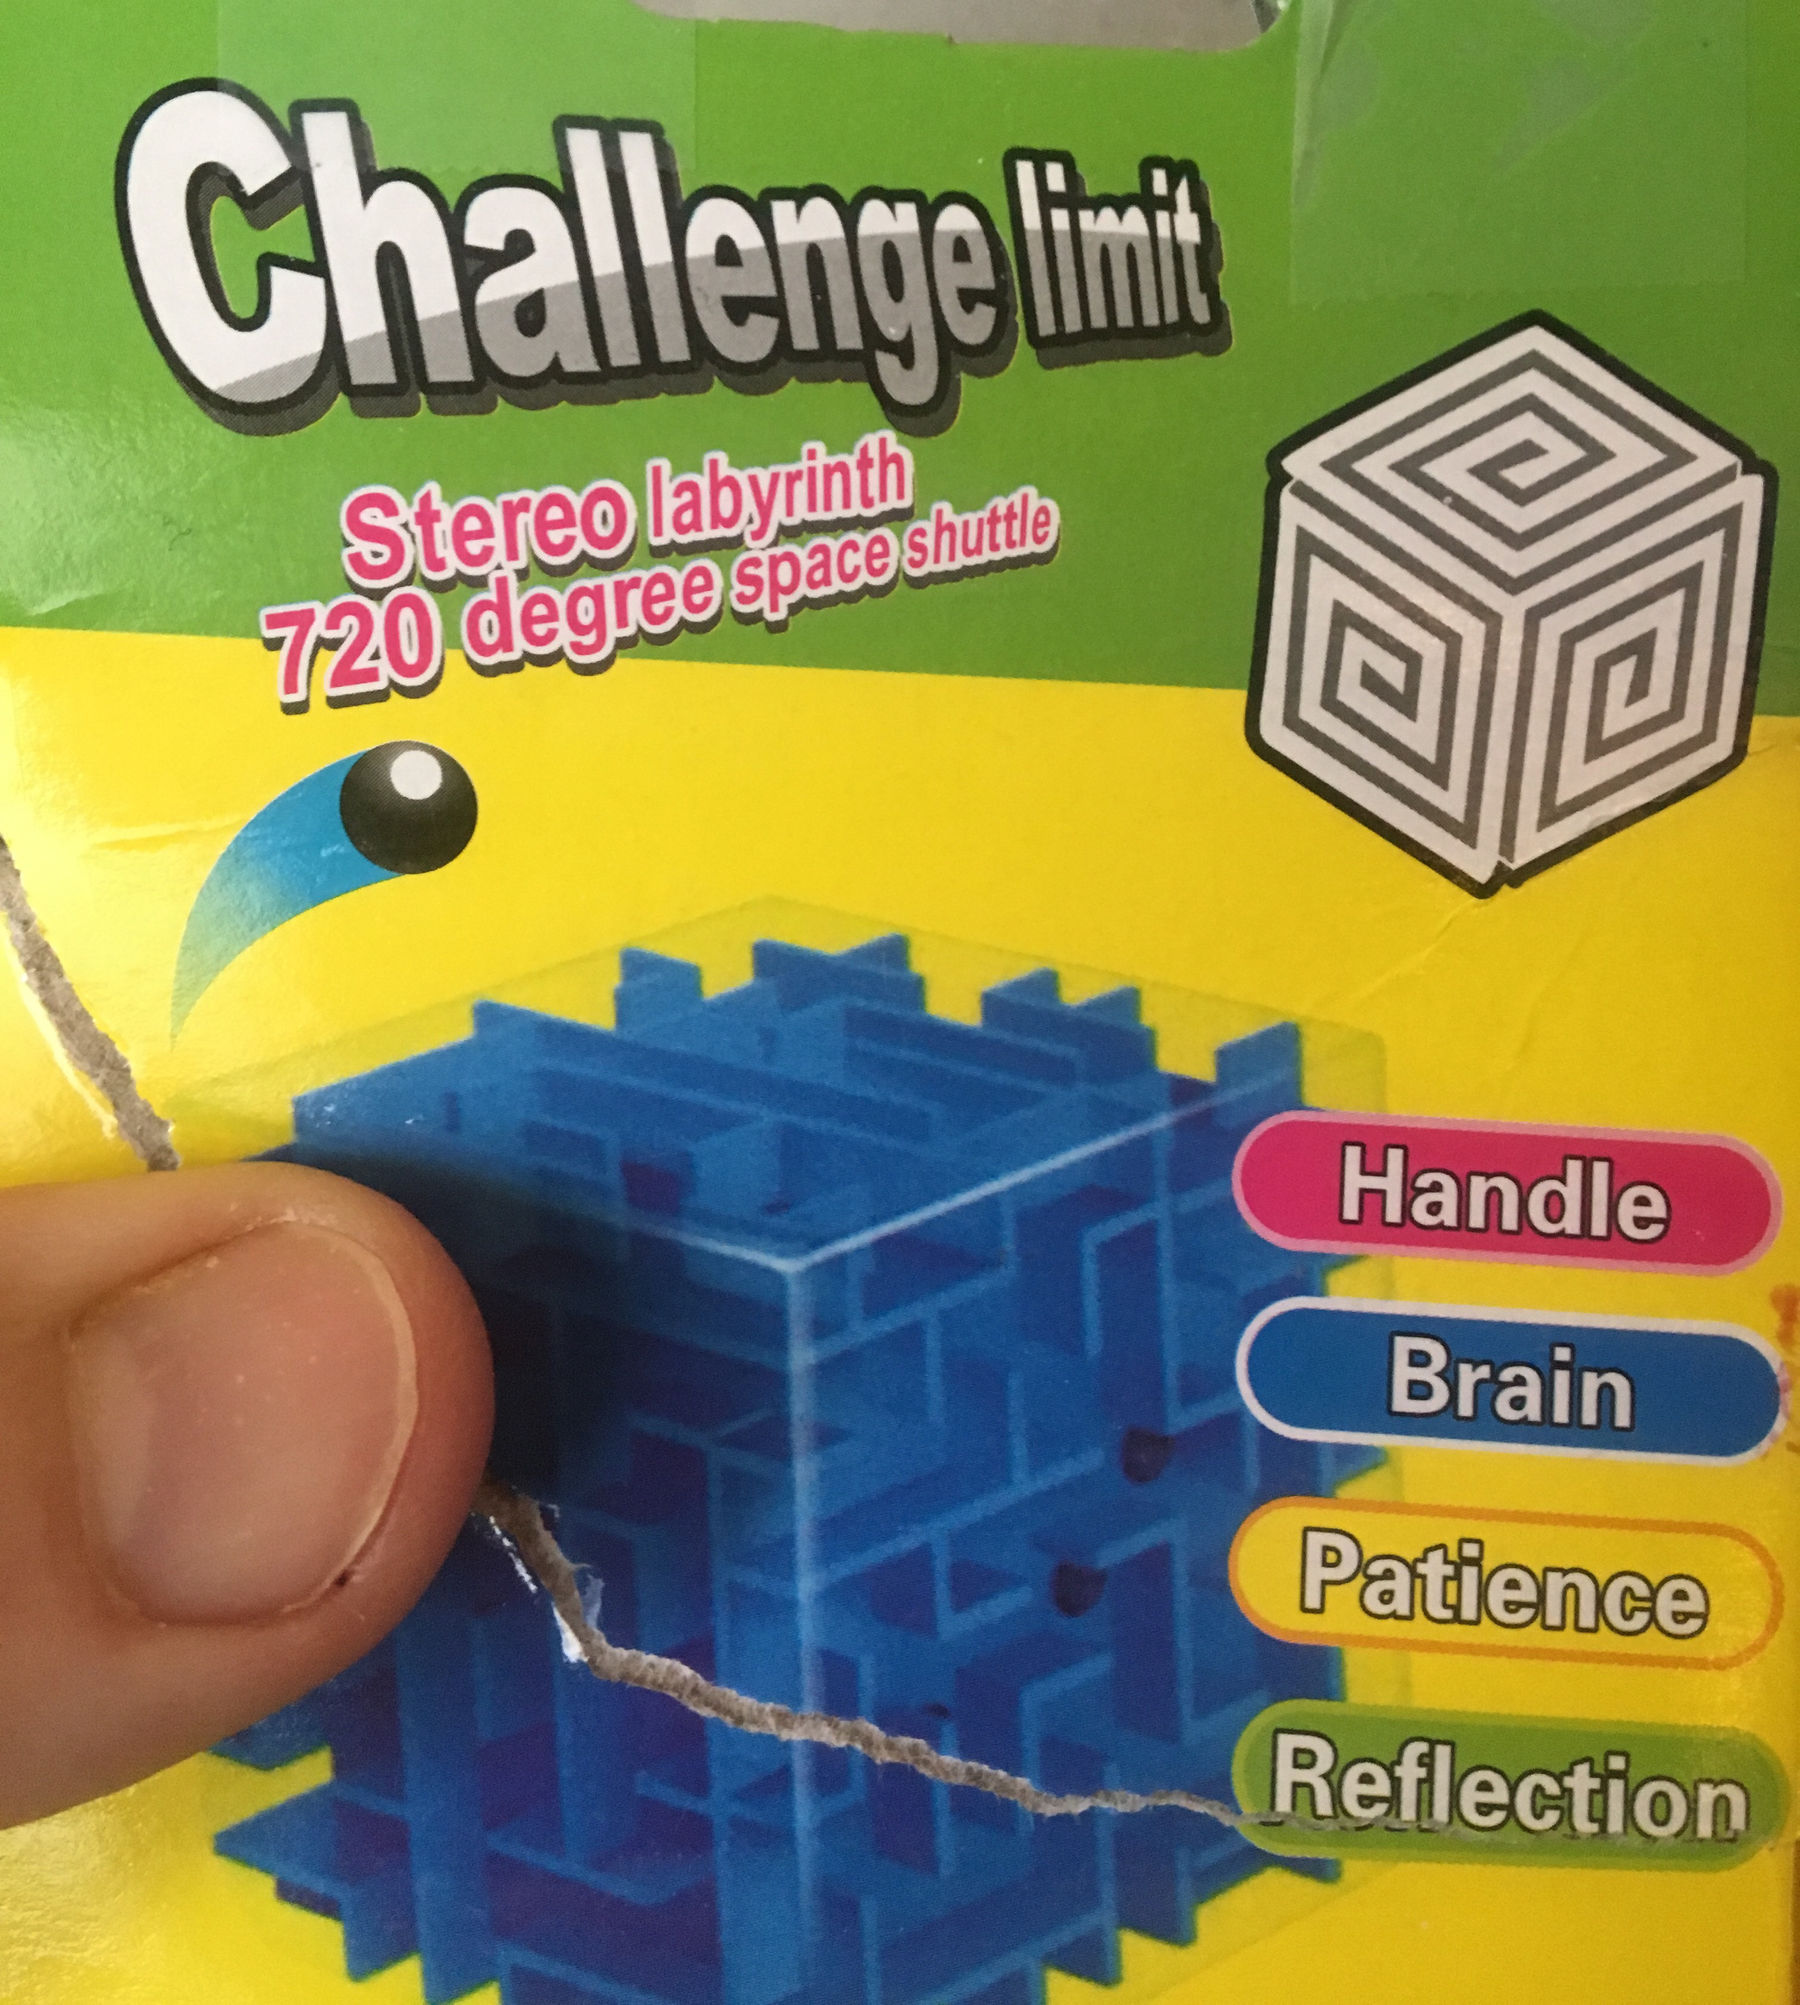 Challenge limit
Stereo labyrinth
720 degree space shuttle
Handle
Brain
Patience
Reflection